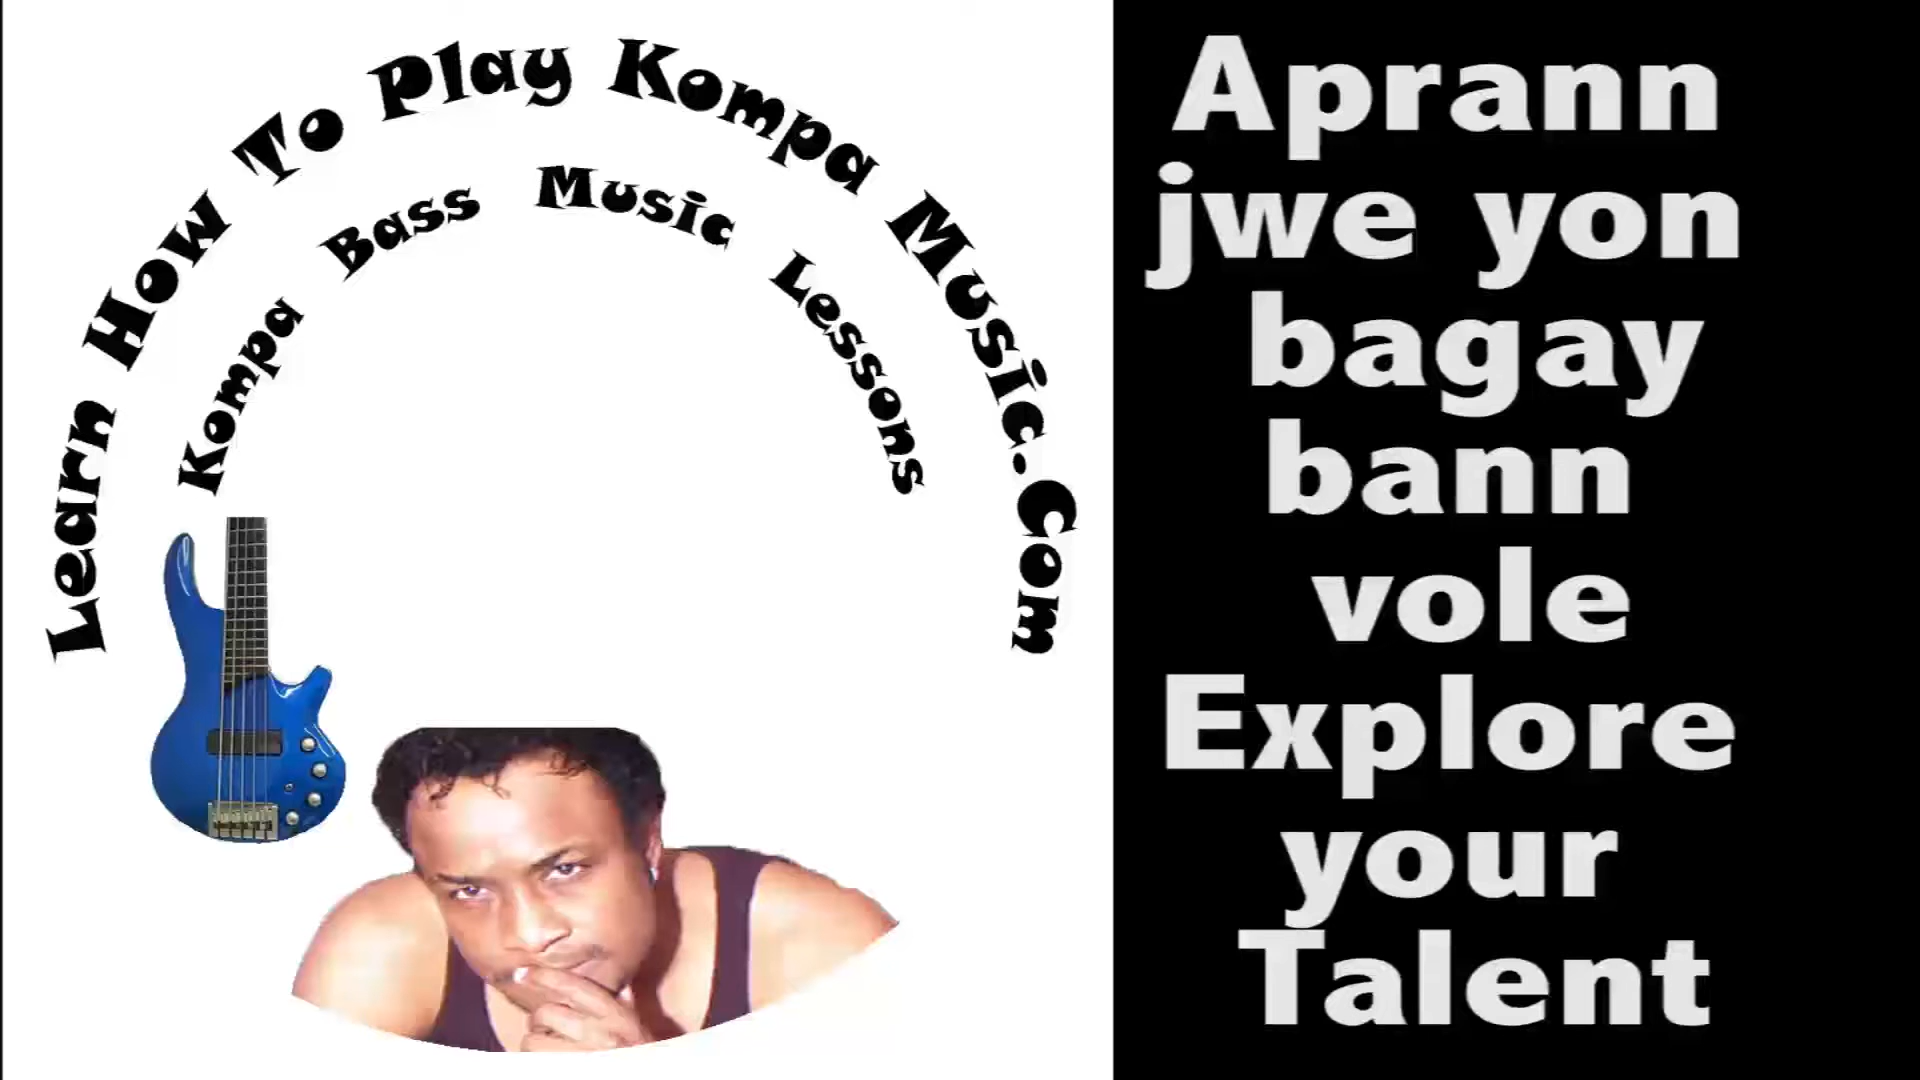 Learn How To Play Kompa Music.Com
Kompa Bass Music Lessons
Aprann
jwe yon
bagay
bann
vole
Explore
your
Talent